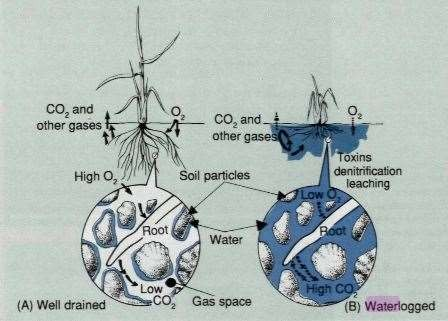 CO2 and
other gases
O2
High O2
Root
Low
CO2
(A) Well drained
Soil particles
Water
Gas space
CO2 and
other gases
O2
Toxins
denitrification
leaching
Low O2
Root
High CO2
(B) Waterlogged